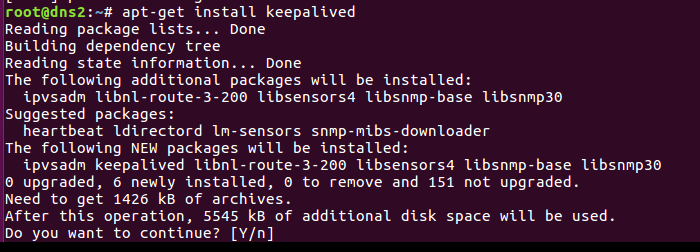 root@dns2:~# apt-get install keepalived
Reading package lists... Done
Building dependency tree
Reading state information... Done
The following additional packages will be installed:
  ipvsadm libnl-route-3-200 libsensors4 libsnmp-base libsnmp30
Suggested packages:
  heartbeat ldirectord lm-sensors snmp-mibs-downloader
The following NEW packages will be installed:
  ipvsadm keepalived libnl-route-3-200 libsensors4 libsnmp-base libsnmp30
0 upgraded, 6 newly installed, 0 to remove and 151 not upgraded.
Need to get 1426 kB of archives.
After this operation, 5545 kB of additional disk space will be used.
Do you want to continue? [Y/n]